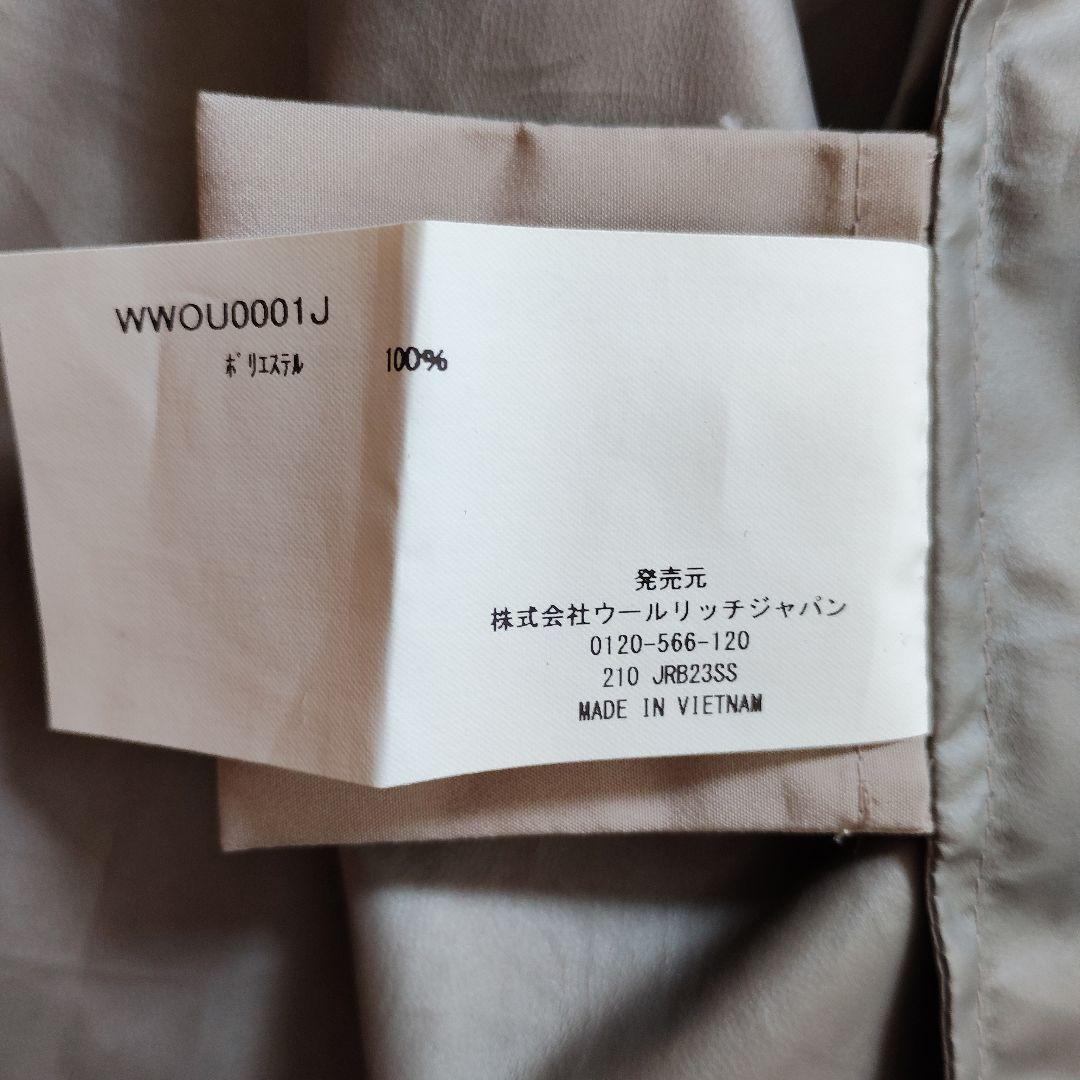 WWOU0001J
ﾎﾟﾘｴｽﾃﾙ 100%
発売元
株式会社ウールリッチジャパン
0120-566-120
210 JRB23SS
MADE IN VIETNAM